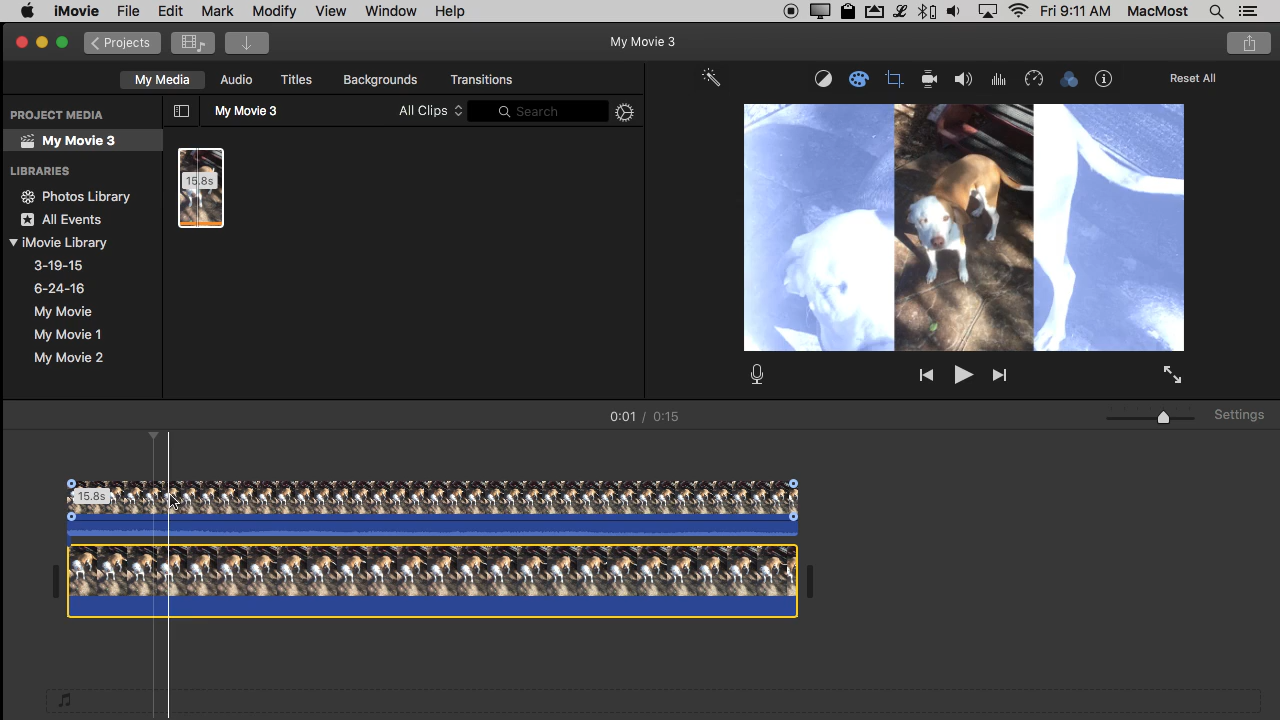 iMovie File Edit Mark Modify View Window Help Fri 9:11 AM MacMost
Projects My Movie 3
My Media Audio Titles Backgrounds Transitions Reset All
PROJECT MEDIA My Movie 3 All Clips Search
My Movie 3
LIBRARIES
15.8s
Photos Library
All Events
iMovie Library
3-19-15
6-24-16
My Movie
My Movie 1
My Movie 2
0:01 / 0:15 Settings
15.8s